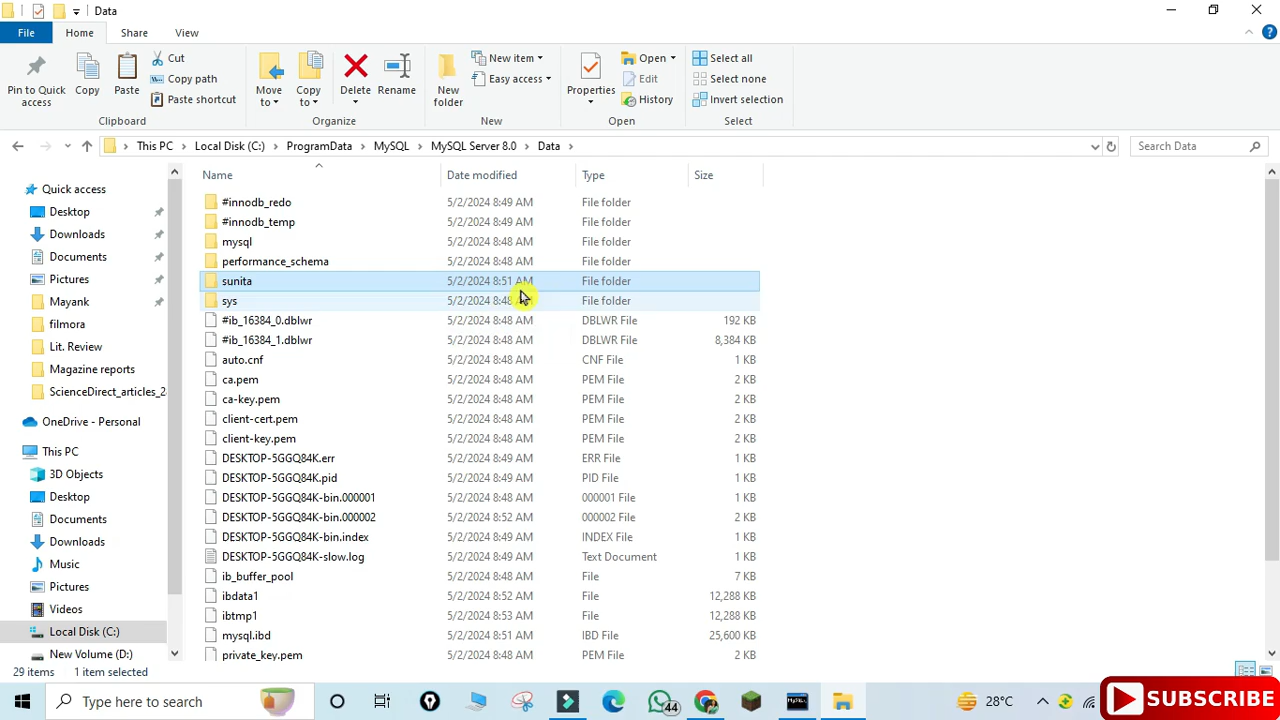 Data
File Home Share View
Pin to Quick access
Copy
Paste
Cut
Copy path
Paste shortcut
Clipboard
Move to
Copy to
Delete
Rename
Organize
New folder
New item
Easy access
New
Properties
Open
Edit
History
Open
Select all
Select none
Invert selection
Select
This PC Local Disk (C:) ProgramData MySQL MySQL Server 8.0 Data
Search Data
Quick access
Desktop
Downloads
Documents
Pictures
Mayank
filmora
Lit. Review
Magazine reports
ScienceDirect_articles_2
OneDrive - Personal
This PC
3D Objects
Desktop
Documents
Downloads
Music
Pictures
Videos
Local Disk (C:)
New Volume (D:)
Name Date modified Type Size
#innodb_redo 5/2/2024 8:49 AM File folder
#innodb_temp 5/2/2024 8:49 AM File folder
mysql 5/2/2024 8:48 AM File folder
performance_schema 5/2/2024 8:48 AM File folder
sunita 5/2/2024 8:51 AM File folder
sys 5/2/2024 8:48 AM File folder
#ib_16384_0.dblwr 5/2/2024 8:48 AM DBLWR File 192 KB
#ib_16384_1.dblwr 5/2/2024 8:48 AM DBLWR File 8,384 KB
auto.cnf 5/2/2024 8:48 AM CNF File 1 KB
ca.pem 5/2/2024 8:48 AM PEM File 2 KB
ca-key.pem 5/2/2024 8:48 AM PEM File 2 KB
client-cert.pem 5/2/2024 8:48 AM PEM File 2 KB
client-key.pem 5/2/2024 8:48 AM PEM File 2 KB
DESKTOP-5GGQ84K.err 5/2/2024 8:49 AM ERR File 1 KB
DESKTOP-5GGQ84K.pid 5/2/2024 8:49 AM PID File 1 KB
DESKTOP-5GGQ84K-bin.000001 5/2/2024 8:48 AM 000001 File 1 KB
DESKTOP-5GGQ84K-bin.000002 5/2/2024 8:52 AM 000002 File 2 KB
DESKTOP-5GGQ84K-bin.index 5/2/2024 8:49 AM INDEX File 1 KB
DESKTOP-5GGQ84K-slow.log 5/2/2024 8:49 AM Text Document 1 KB
ib_buffer_pool 5/2/2024 8:48 AM File 7 KB
ibdata1 5/2/2024 8:52 AM File 12,288 KB
ibtmp1 5/2/2024 8:53 AM File 12,288 KB
mysql.ibd 5/2/2024 8:51 AM IBD File 25,600 KB
private_key.pem 5/2/2024 8:48 AM PEM File 2 KB
29 items 1 item selected
Type here to search
44
28°C
SUBSCRIBE